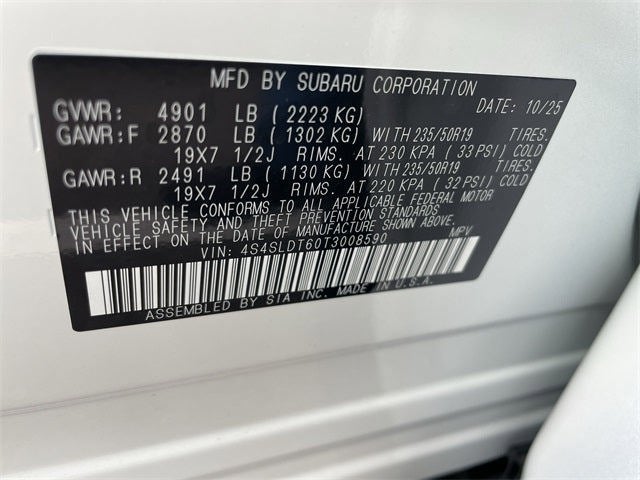 MFD BY SUBARU CORPORATION
GVWR: 4901 LB (2223 KG) DATE: 10/25
GAWR:F 2870 LB (1302 KG) WITH 235/50R19 TIRES.
19X7 1/2J RIMS. AT 230 KPA (33 PSI) COLD
GAWR:R 2491 LB (1130 KG) WITH 235/50R19 TIRES.
19X7 1/2J RIMS. AT 220 KPA (32 PSI) COLD
THIS VEHICLE CONFORMS TO ALL APPLICABLE FEDERAL MOTOR
VEHICLE SAFETY AND THEFT PREVENTION STANDARDS
IN EFFECT ON THE DATE OF MANUFACTURE SHOWN ABOVE.
VIN: 4S4SLDT60T3008590 MPV
ASSEMBLED BY SIA INC. MADE IN U.S.A.